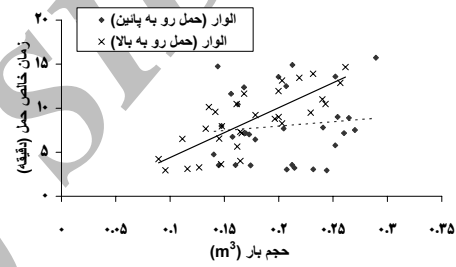 الوار (حمل رو به پائین)
الوار (حمل رو به بالا)
زمان خالص حمل (دقیقه)
۲۰
۱۵
۱۰
۵
۰
۰ ۰.۰۵ ۰.۱ ۰.۱۵ ۰.۲ ۰.۲۵ ۰.۳ ۰.۳۵
حجم بار (m³)